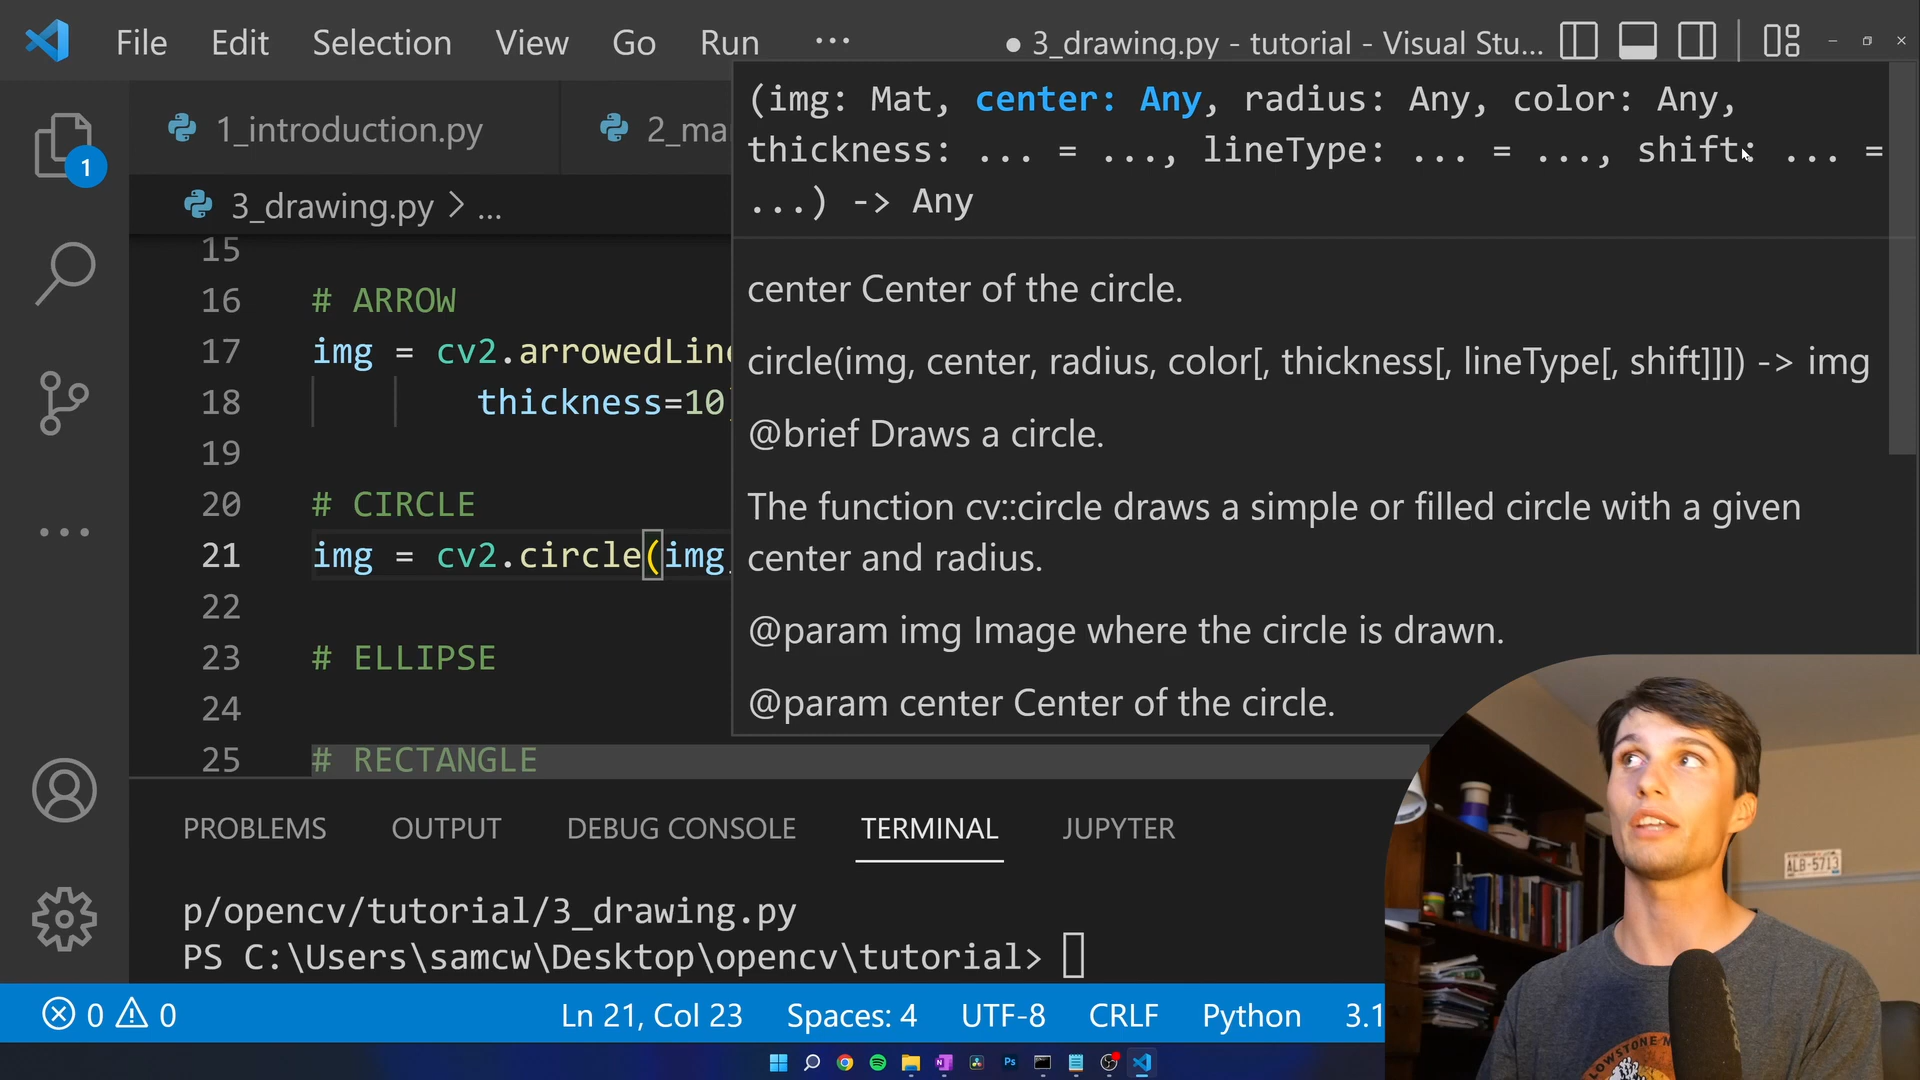 File Edit Selection View Go Run ... ● 3_drawing.py - tutorial - Visual Stu...
1_introduction.py 2_ma
3_drawing.py > ...
(img: Mat, center: Any, radius: Any, color: Any,
thickness: ... = ..., lineType: ... = ..., shift: ... =
...) -> Any
center Center of the circle.
circle(img, center, radius, color[, thickness[, lineType[, shift]]]) -> img
@brief Draws a circle.
The function cv::circle draws a simple or filled circle with a given
center and radius.
@param img Image where the circle is drawn.
@param center Center of the circle.
15
16 # ARROW
17 img = cv2.arrowedLine
18 thickness=10
19
20 # CIRCLE
21 img = cv2.circle(img,
22
23 # ELLIPSE
24
25 # RECTANGLE
1
PROBLEMS OUTPUT DEBUG CONSOLE TERMINAL JUPYTER
p/opencv/tutorial/3_drawing.py
PS C:\Users\samcw\Desktop\opencv\tutorial>
0 0 Ln 21, Col 23 Spaces: 4 UTF-8 CRLF Python 3.1
ALB-5713
Ps